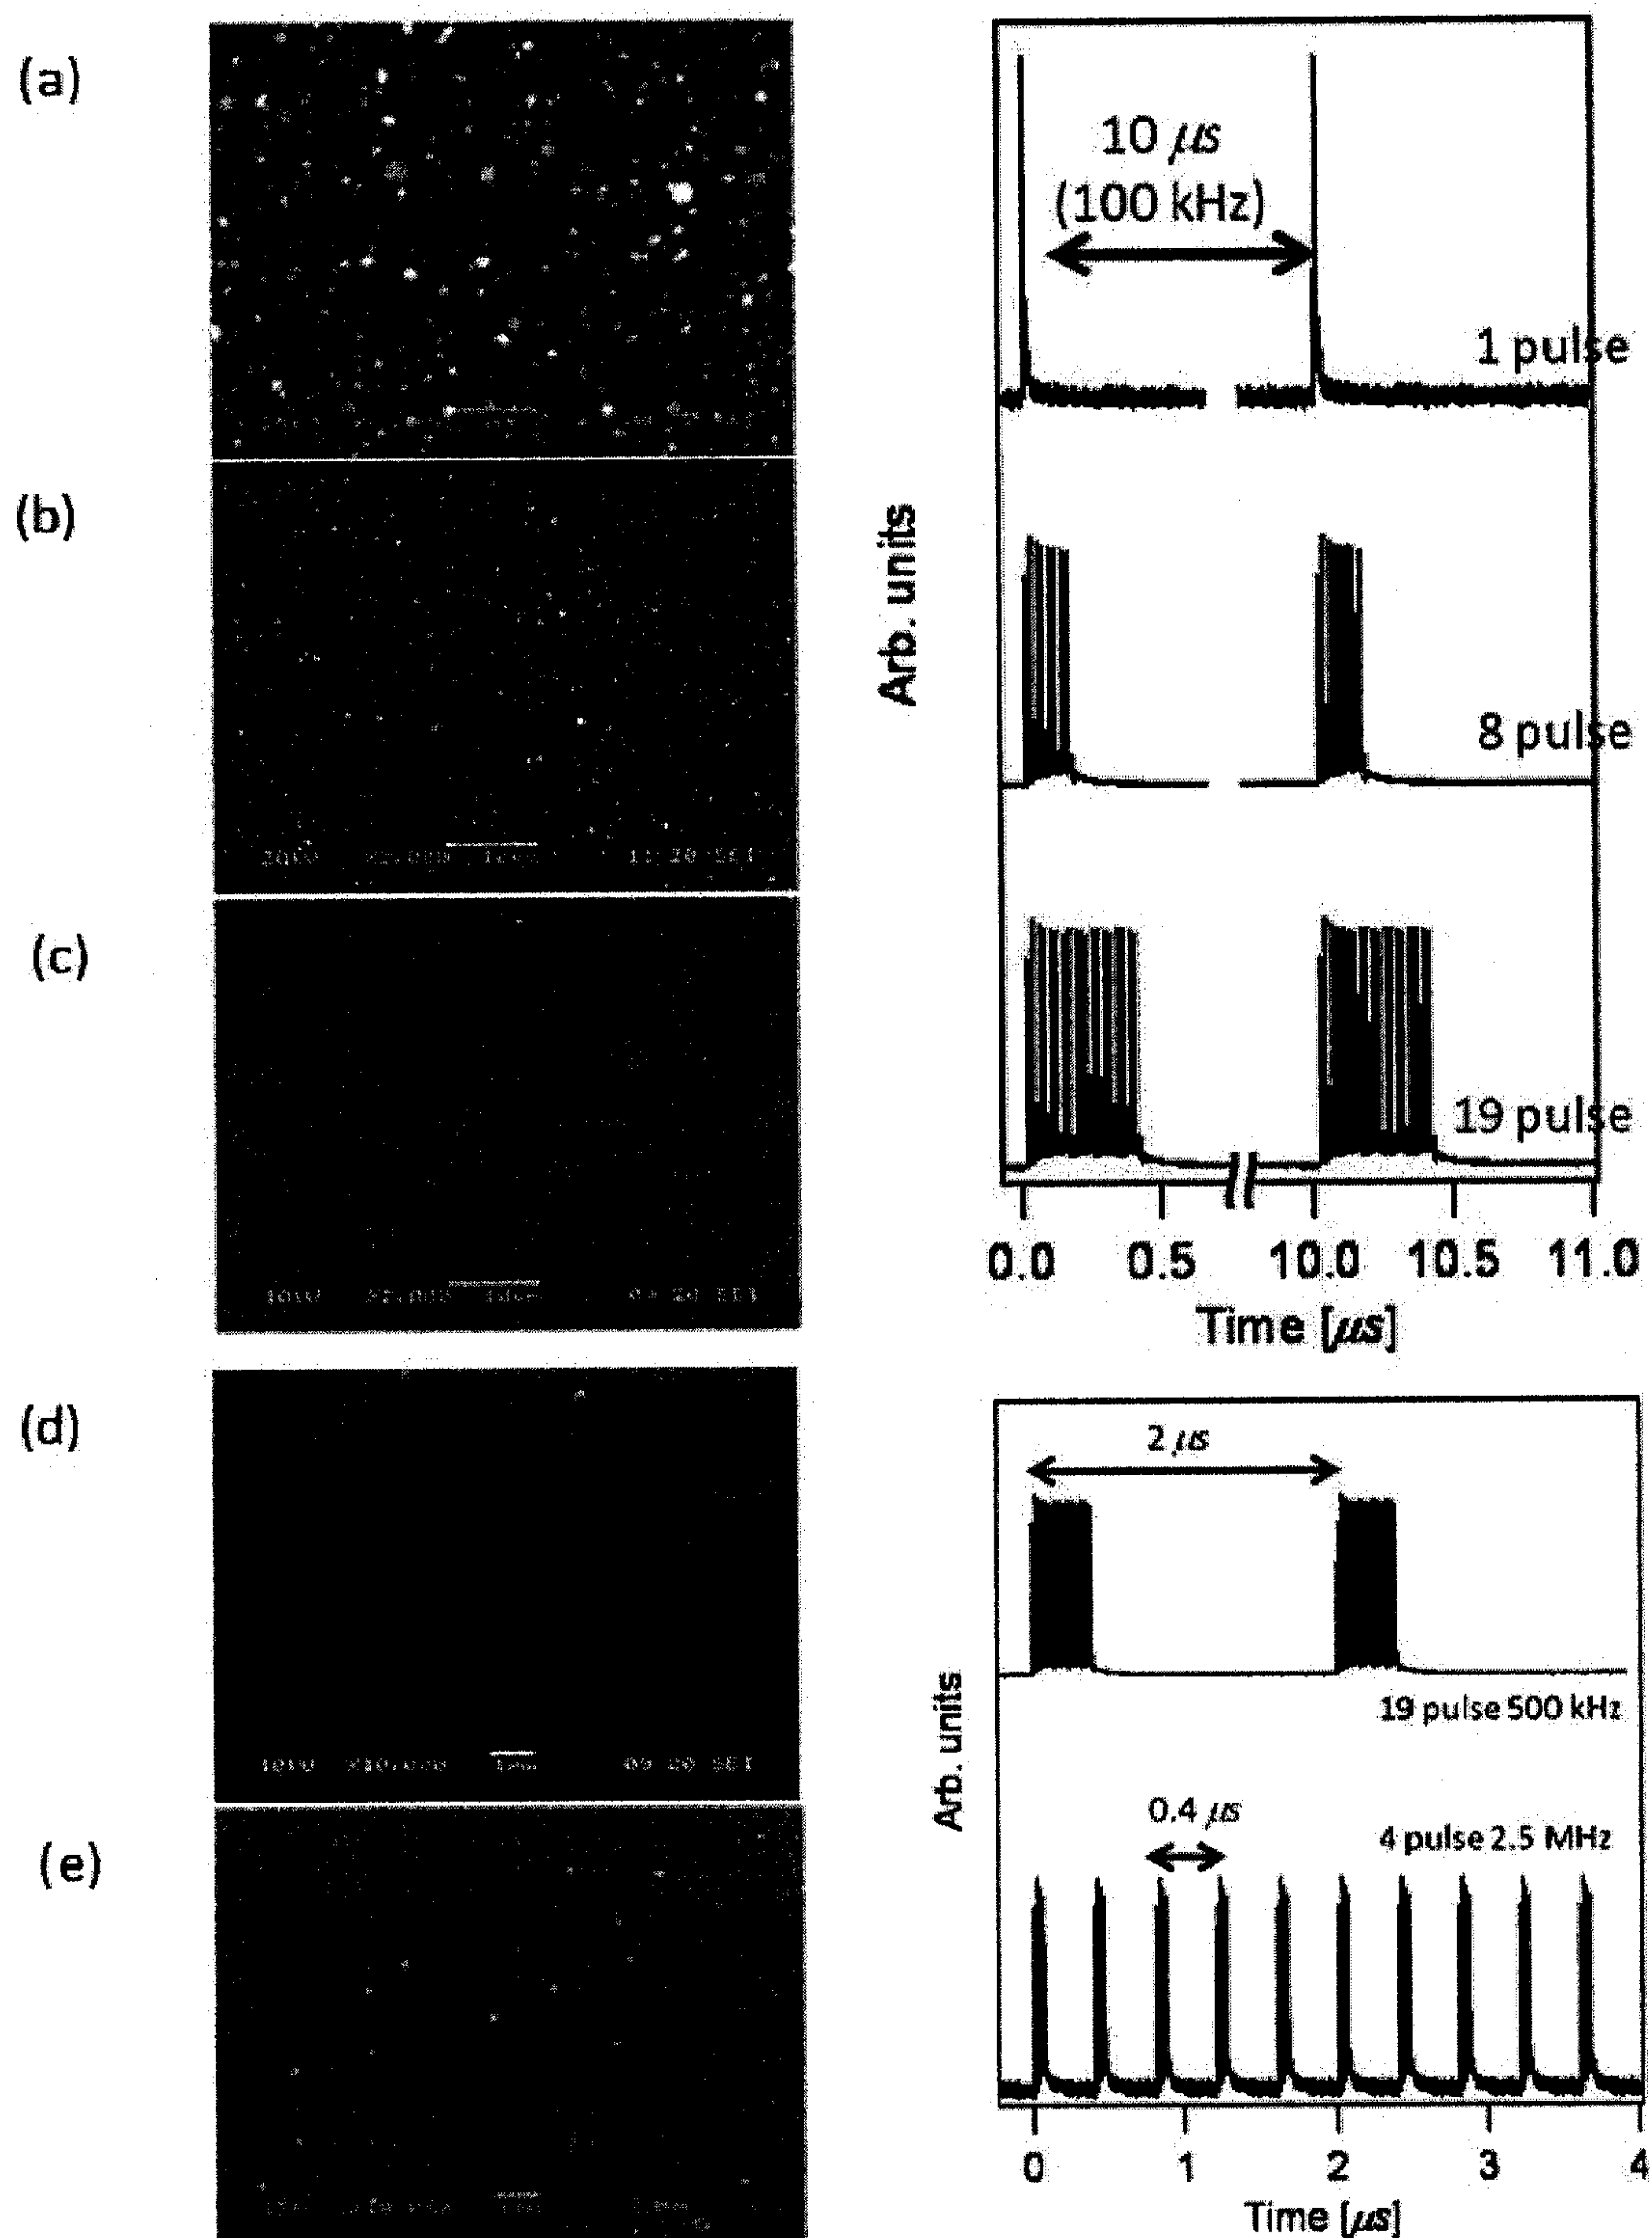 (a)
10 μs
(100 kHz)
1 pulse
(b)
Arb. units
8 pulse
(c)
19 pulse
0.0 0.5 10.0 10.5 11.0
Time [μs]
(d)
2 μs
19 pulse 500 kHz
Arb. units
0.4 μs
4 pulse 2.5 MHz
(e)
0 1 2 3 4
Time [μs]